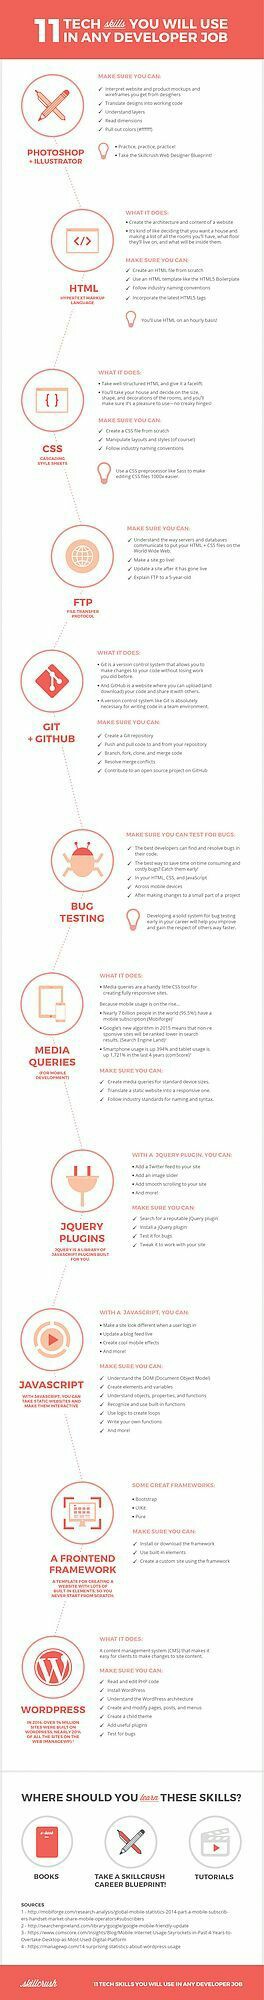 11 TECH skills YOU WILL USE
IN ANY DEVELOPER JOB
MAKE SURE YOU CAN:
✓ Interpret website and product mockups and
wireframes you get from designers
✓ Translate designs into working code
✓ Understand layers
✓ Read dimensions
✓ Pull out colors (#ffffff)
• Practice, practice, practice!
• Take the Skillcrush Web Designer Blueprint!
PHOTOSHOP
+ ILLUSTRATOR
WHAT IT DOES:
• Create the architecture and content of a website
• It's kind of like deciding that you want a house and
making a list of all the rooms you'll have, what floor
they'll live on, and what will be inside them.
MAKE SURE YOU CAN:
✓ Create an HTML file from scratch
✓ Use an HTML template like the HTML5 Boilerplate
✓ Follow industry naming conventions
✓ Incorporate the latest HTML5 tags
You'll use HTML on an hourly basis!
</>
HTML
HYPERTEXT MARKUP
LANGUAGE
WHAT IT DOES:
• Take well-structured HTML and give it a facelift
• You'll take your house and decide on the size,
shape, and decorations of the rooms, and you'll
make sure it's a pleasure to use—no creaky hinges!
MAKE SURE YOU CAN:
✓ Create a CSS file from scratch
✓ Manipulate layouts and styles (of course)
✓ Follow industry naming conventions
Use a CSS preprocessor like Sass to make
editing CSS files 1000x easier.
{ }
CSS
CASCADING
STYLE SHEETS
MAKE SURE YOU CAN:
✓ Understand the way servers and databases
communicate to put your HTML + CSS files on the
World Wide Web
✓ Make a site go live!
✓ Update a site after it has gone live
✓ Explain FTP to a 5-year-old
FTP
FILE TRANSFER
PROTOCOL
WHAT IT DOES:
• Git is a version control system that allows you to
make changes to your code without losing work
you did before.
• And GitHub is a website where you can upload (and
download) your code and share it with others.
• A version control system like Git is absolutely
necessary for writing code in a team environment.
MAKE SURE YOU CAN:
✓ Create a Git repository
✓ Push and pull code to and from your repository
✓ Branch, fork, clone, and merge code
✓ Resolve merge conflicts
✓ Contribute to an open source project on GitHub
GIT
+ GITHUB
MAKE SURE YOU CAN TEST FOR BUGS:
✓ The best developers can find and resolve bugs in
their code.
✓ The best way to save on time-consuming and
costly bugs? Catch them early!
✓ In your HTML, CSS, and JavaScript
✓ Across mobile devices
✓ After making changes to a small part of a project
Developing a solid system for bug testing
early in your career will help you improve
and gain the respect of others way faster.
BUG
TESTING
WHAT IT DOES:
• Media queries are a handy little CSS tool for
creating fully responsive sites.
Because mobile usage is on the rise...
• Nearly 7 billion people in the world (95.5%) have a
mobile subscription (Mobiforge)¹
• Google's new algorithm in 2015 means that non-re
sponsive sites will be ranked lower in search
results. (Search Engine Land)²
• Smartphone usage is up 394% and tablet usage is
up 1,721% in the last 4 years (comScore)³
MAKE SURE YOU CAN:
✓ Create media queries for standard device sizes.
✓ Translate a static website into a responsive one.
✓ Follow industry standards for naming and syntax.
MEDIA
QUERIES
(FOR MOBILE
DEVELOPMENT)
WITH A JQUERY PLUGIN, YOU CAN:
• Add a Twitter feed to your site
• Add an image slider
• Add smooth scrolling to your site
• And more!
MAKE SURE YOU CAN:
✓ Search for a reputable jQuery plugin
✓ Install a jQuery plugin
✓ Test it for bugs
✓ Tweak it to work with your site
JQUERY
PLUGINS
JQUERY IS A LIBRARY OF
JAVASCRIPT PLUGINS BUILT
FOR YOU.
WITH A JAVASCRIPT, YOU CAN:
• Make a site look different when a user logs in
• Update a blog feed live
• Create cool mobile effects
• And more!
MAKE SURE YOU CAN:
✓ Understand the DOM (Document Object Model)
✓ Create elements and variables
✓ Understand objects, properties, and functions
✓ Recognize and use built-in functions
✓ Use logic to create loops
✓ Write your own functions
✓ And more!
JAVASCRIPT
WITH JAVASCRIPT, YOU CAN
TAKE STATIC WEBSITES AND
MAKE THEM INTERACTIVE
SOME GREAT FRAMEWORKS:
• Bootstrap
• UIKit
• Pure
MAKE SURE YOU CAN:
✓ Install or download the framework
✓ Use built in elements
✓ Create a custom site using the framework
A FRONTEND
FRAMEWORK
A TEMPLATE FOR CREATING A
WEBSITE WITH LOTS OF
BUILT IN ELEMENTS, SO YOU
NEVER START FROM SCRATCH.
WHAT IT DOES:
A content management system (CMS) that makes it
easy for clients to make changes to site content.
MAKE SURE YOU CAN:
✓ Read and edit PHP code
✓ Install WordPress
✓ Understand the WordPress architecture
✓ Create and modify pages, posts, and menus
✓ Create a child theme
✓ Add useful plugins
✓ Test for bugs
WORDPRESS
IN 2014, OVER 74 MILLION
SITES WERE BUILT ON
WORDPRESS. NEARLY 20%
OF ALL THE SITES ON THE
WEB (MANAGEWP)⁴
WHERE SHOULD YOU learn THESE SKILLS?
BOOKS
TAKE A SKILLCRUSH
CAREER BLUEPRINT!
TUTORIALS
SOURCES
1 - http://mobiforge.com/research-analysis/global-mobile-statistics-2014-part-a-mobile-subscrib-
ers-handset-market-share-mobile-operators#subscribers
2 - http://searchengineland.com/library/google/google-mobile-friendly-update
3 - https://www.comscore.com/Insights/Blog/Mobile-Internet-Usage-Skyrockets-in-Past-4-Years-to-
Overtake-Desktop-as-Most-Used-Digital-Platform
4 - https://managewp.com/14-surprising-statistics-about-wordpress-usage
skillcrush
11 TECH SKILLS YOU WILL USE IN ANY DEVELOPER JOB